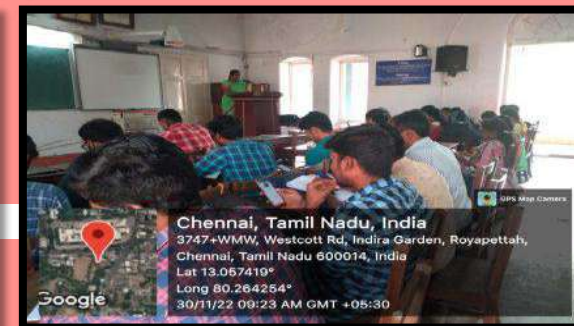 GPS Map Camera
Chennai, Tamil Nadu, India
3747+WMW, Westcott Rd, Indira Garden, Royapettah,
Chennai, Tamil Nadu 600014, India
Lat 13.057419°
Long 80.264254°
30/11/22 09:23 AM GMT +05:30
Google